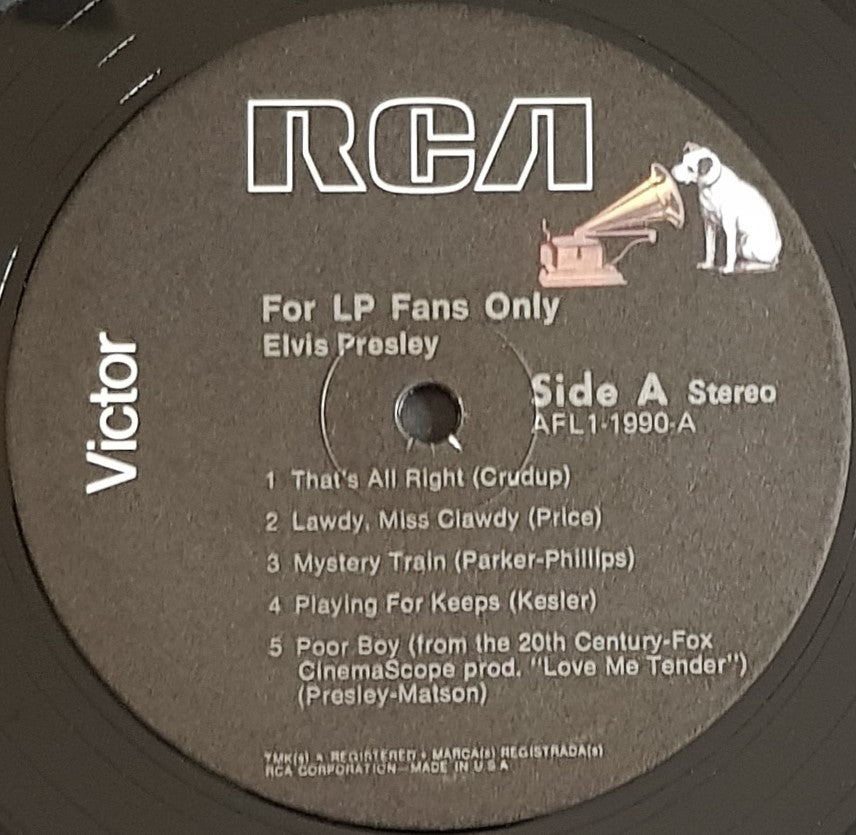 RCA
For LP Fans Only
Elvis Presley
Victor
Side A Stereo
AFL1-1990-A
1 That's All Right (Crudup)
2 Lawdy, Miss Clawdy (Price)
3 Mystery Train (Parker-Phillips)
4 Playing For Keeps (Kesler)
5 Poor Boy (from the 20th Century-Fox
CinemaScope prod. "Love Me Tender")
(Presley-Matson)
TMK(s) • REGISTERED • MARCA(s) REGISTRADA(s)
RCA CORPORATION—MADE IN U S A